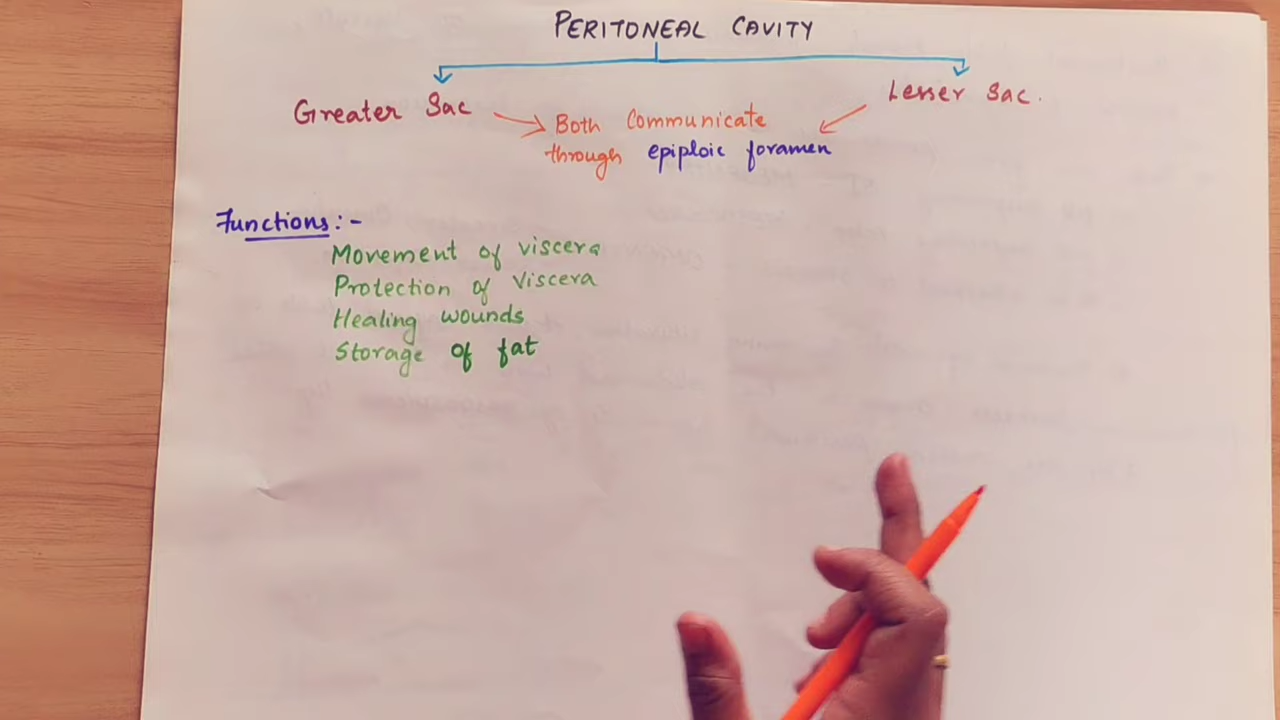 PERITONEAL CAVITY
Greater Sac
Lesser Sac.
Both Communicate
through epiploic foramen
Functions:-
Movement of viscera
Protection of Viscera
Healing wounds
Storage of fat